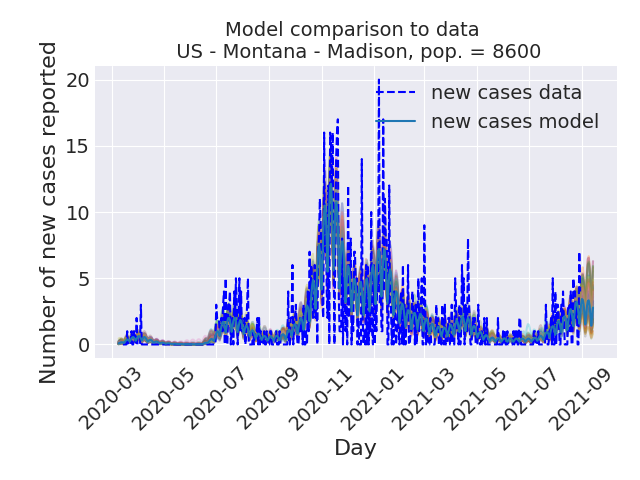 Model comparison to data
US - Montana - Madison, pop. = 8600
Number of new cases reported
20
15
10
5
0
new cases data
new cases model
2020-03
2020-05
2020-07
2020-09
2020-11
2021-01
2021-03
2021-05
2021-07
2021-09
Day